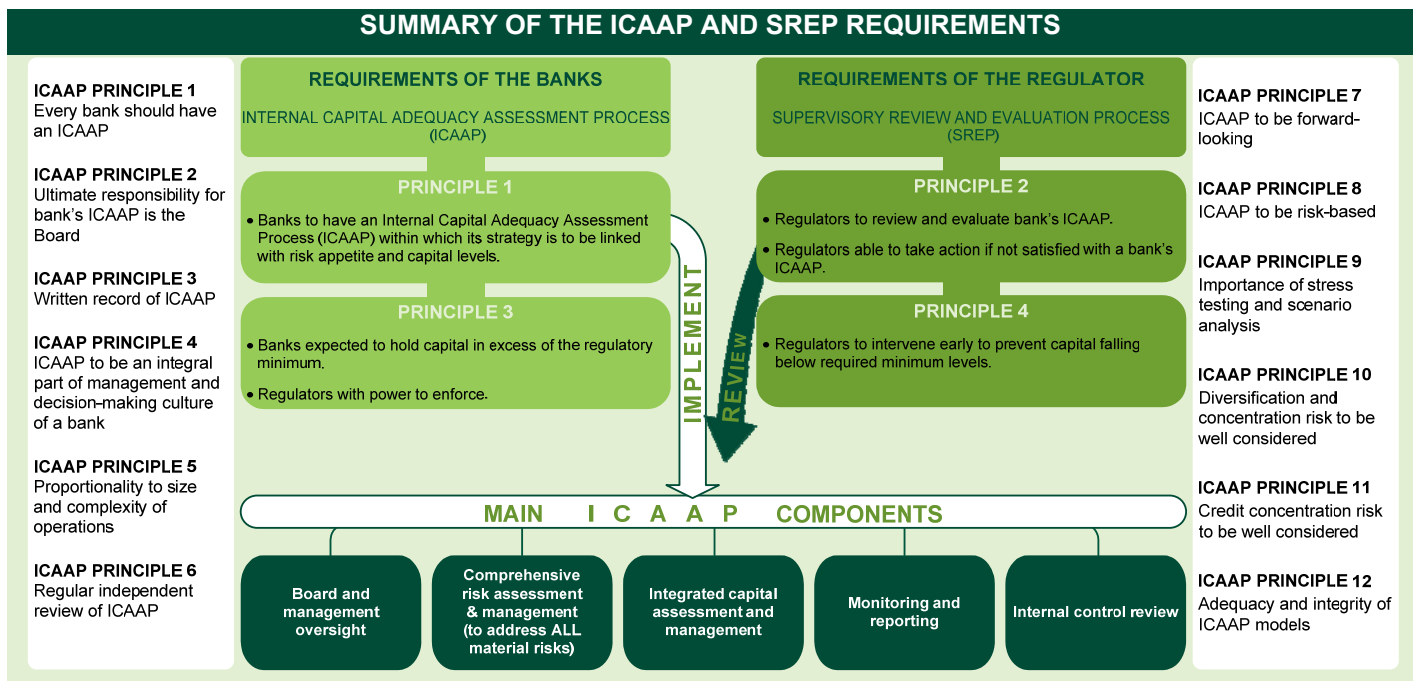 SUMMARY OF THE ICAAP AND SREP REQUIREMENTS
ICAAP PRINCIPLE 1
Every bank should have
an ICAAP
ICAAP PRINCIPLE 2
Ultimate responsibility for
bank's ICAAP is the
Board
ICAAP PRINCIPLE 3
Written record of ICAAP
ICAAP PRINCIPLE 4
ICAAP to be an integral
part of management and
decision-making culture
of a bank
ICAAP PRINCIPLE 5
Proportionality to size
and complexity of
operations
ICAAP PRINCIPLE 6
Regular independent
review of ICAAP
REQUIREMENTS OF THE BANKS
INTERNAL CAPITAL ADEQUACY ASSESSMENT PROCESS
(ICAAP)
PRINCIPLE 1
• Banks to have an Internal Capital Adequacy Assessment
Process (ICAAP) within which its strategy is to be linked
with risk appetite and capital levels.
PRINCIPLE 3
• Banks expected to hold capital in excess of the regulatory
minimum.
• Regulators with power to enforce.
IMPLEMENT
REVIEW
REQUIREMENTS OF THE REGULATOR
SUPERVISORY REVIEW AND EVALUATION PROCESS
(SREP)
PRINCIPLE 2
• Regulators to review and evaluate bank's ICAAP.
• Regulators able to take action if not satisfied with a bank's
ICAAP.
PRINCIPLE 4
• Regulators to intervene early to prevent capital falling
below required minimum levels.
MAIN ICAAP COMPONENTS
Board and
management
oversight
Comprehensive
risk assessment
& management
(to address ALL
material risks)
Integrated capital
assessment and
management
Monitoring and
reporting
Internal control review
ICAAP PRINCIPLE 7
ICAAP to be forward-
looking
ICAAP PRINCIPLE 8
ICAAP to be risk-based
ICAAP PRINCIPLE 9
Importance of stress
testing and scenario
analysis
ICAAP PRINCIPLE 10
Diversification and
concentration risk to be
well considered
ICAAP PRINCIPLE 11
Credit concentration risk
to be well considered
ICAAP PRINCIPLE 12
Adequacy and integrity of
ICAAP models